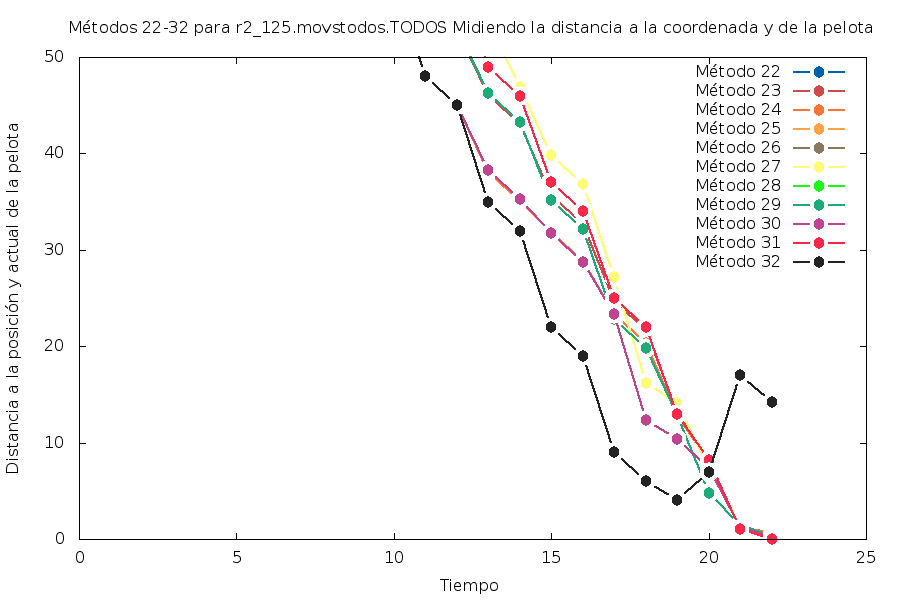 Métodos 22-32 para r2_125.movstodos.TODOS Midiendo la distancia a la coordenada y de la pelota
Distancia a la posición y actual de la pelota
50
40
30
20
10
0
Método 22
Método 23
Método 24
Método 25
Método 26
Método 27
Método 28
Método 29
Método 30
Método 31
Método 32
0 5 10 15 20 25
Tiempo